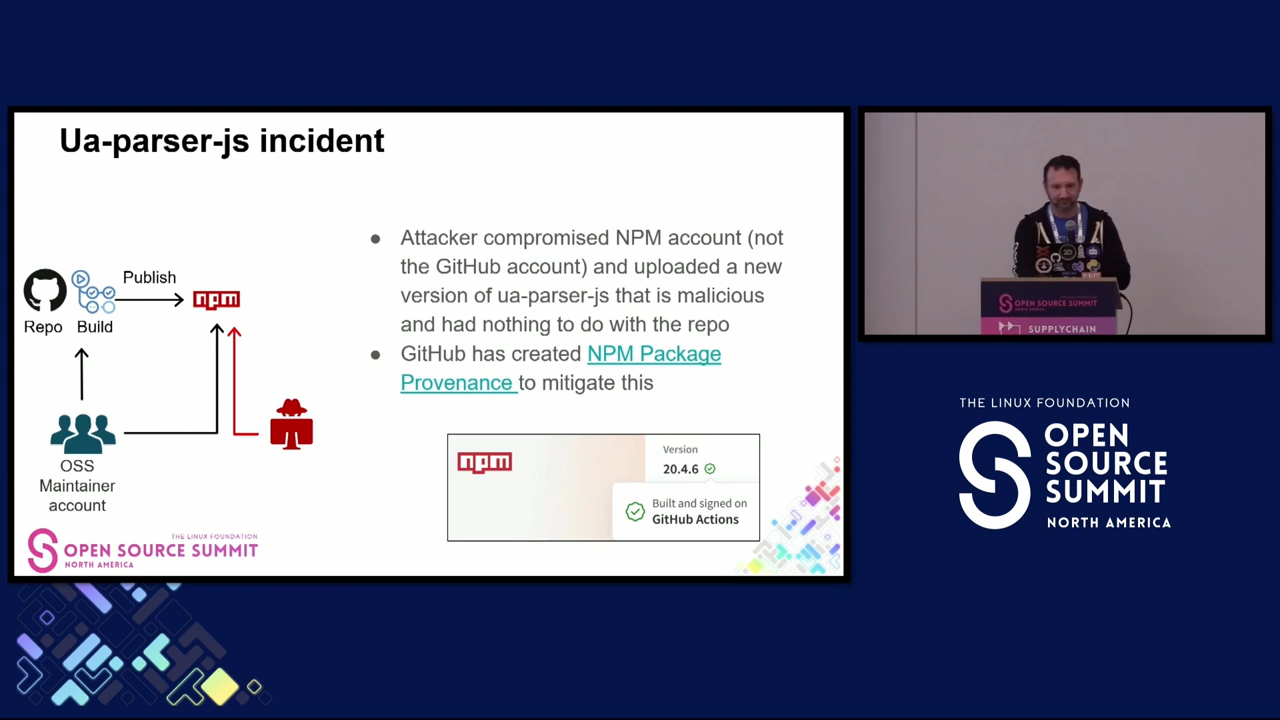 Ua-parser-js incident
Publish
npm
Repo
Build
OSS
Maintainer
account
● Attacker compromised NPM account (not
the GitHub account) and uploaded a new
version of ua-parser-js that is malicious
and had nothing to do with the repo
● GitHub has created NPM Package
Provenance to mitigate this
npm
Version
20.4.6
Built and signed on
GitHub Actions
THE LINUX FOUNDATION
OPEN SOURCE SUMMIT
NORTH AMERICA
OPEN SOURCE SUMMIT
NORTH AMERICA
SUPPLYCHAIN
THE LINUX FOUNDATION
OPEN
SOURCE
SUMMIT
NORTH AMERICA